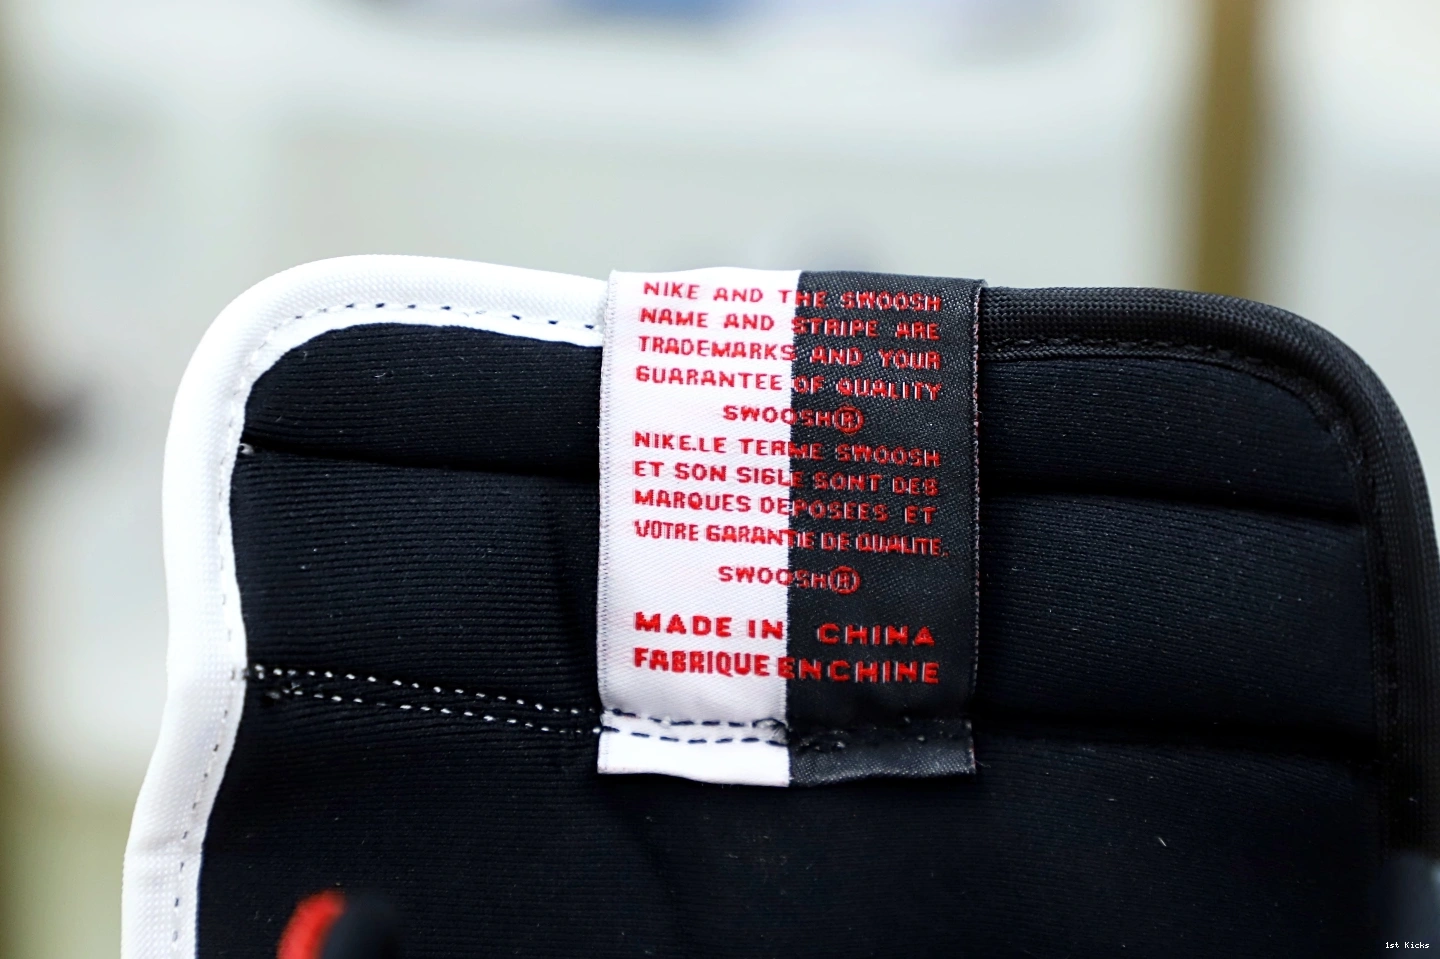 NIKE AND THE SWOOSH
NAME AND STRIPE ARE
TRADEMARKS AND YOUR
GUARANTEE OF QUALITY
SWOOSH®
NIKE.LE TERME SWOOSH
ET SON SIGLE SONT DES
MARQUES DEPOSEES ET
VOTRE GARANTIE DE QUALITE.
SWOOSH®
MADE IN CHINA
FABRIQUE EN CHINE
1st Kicks